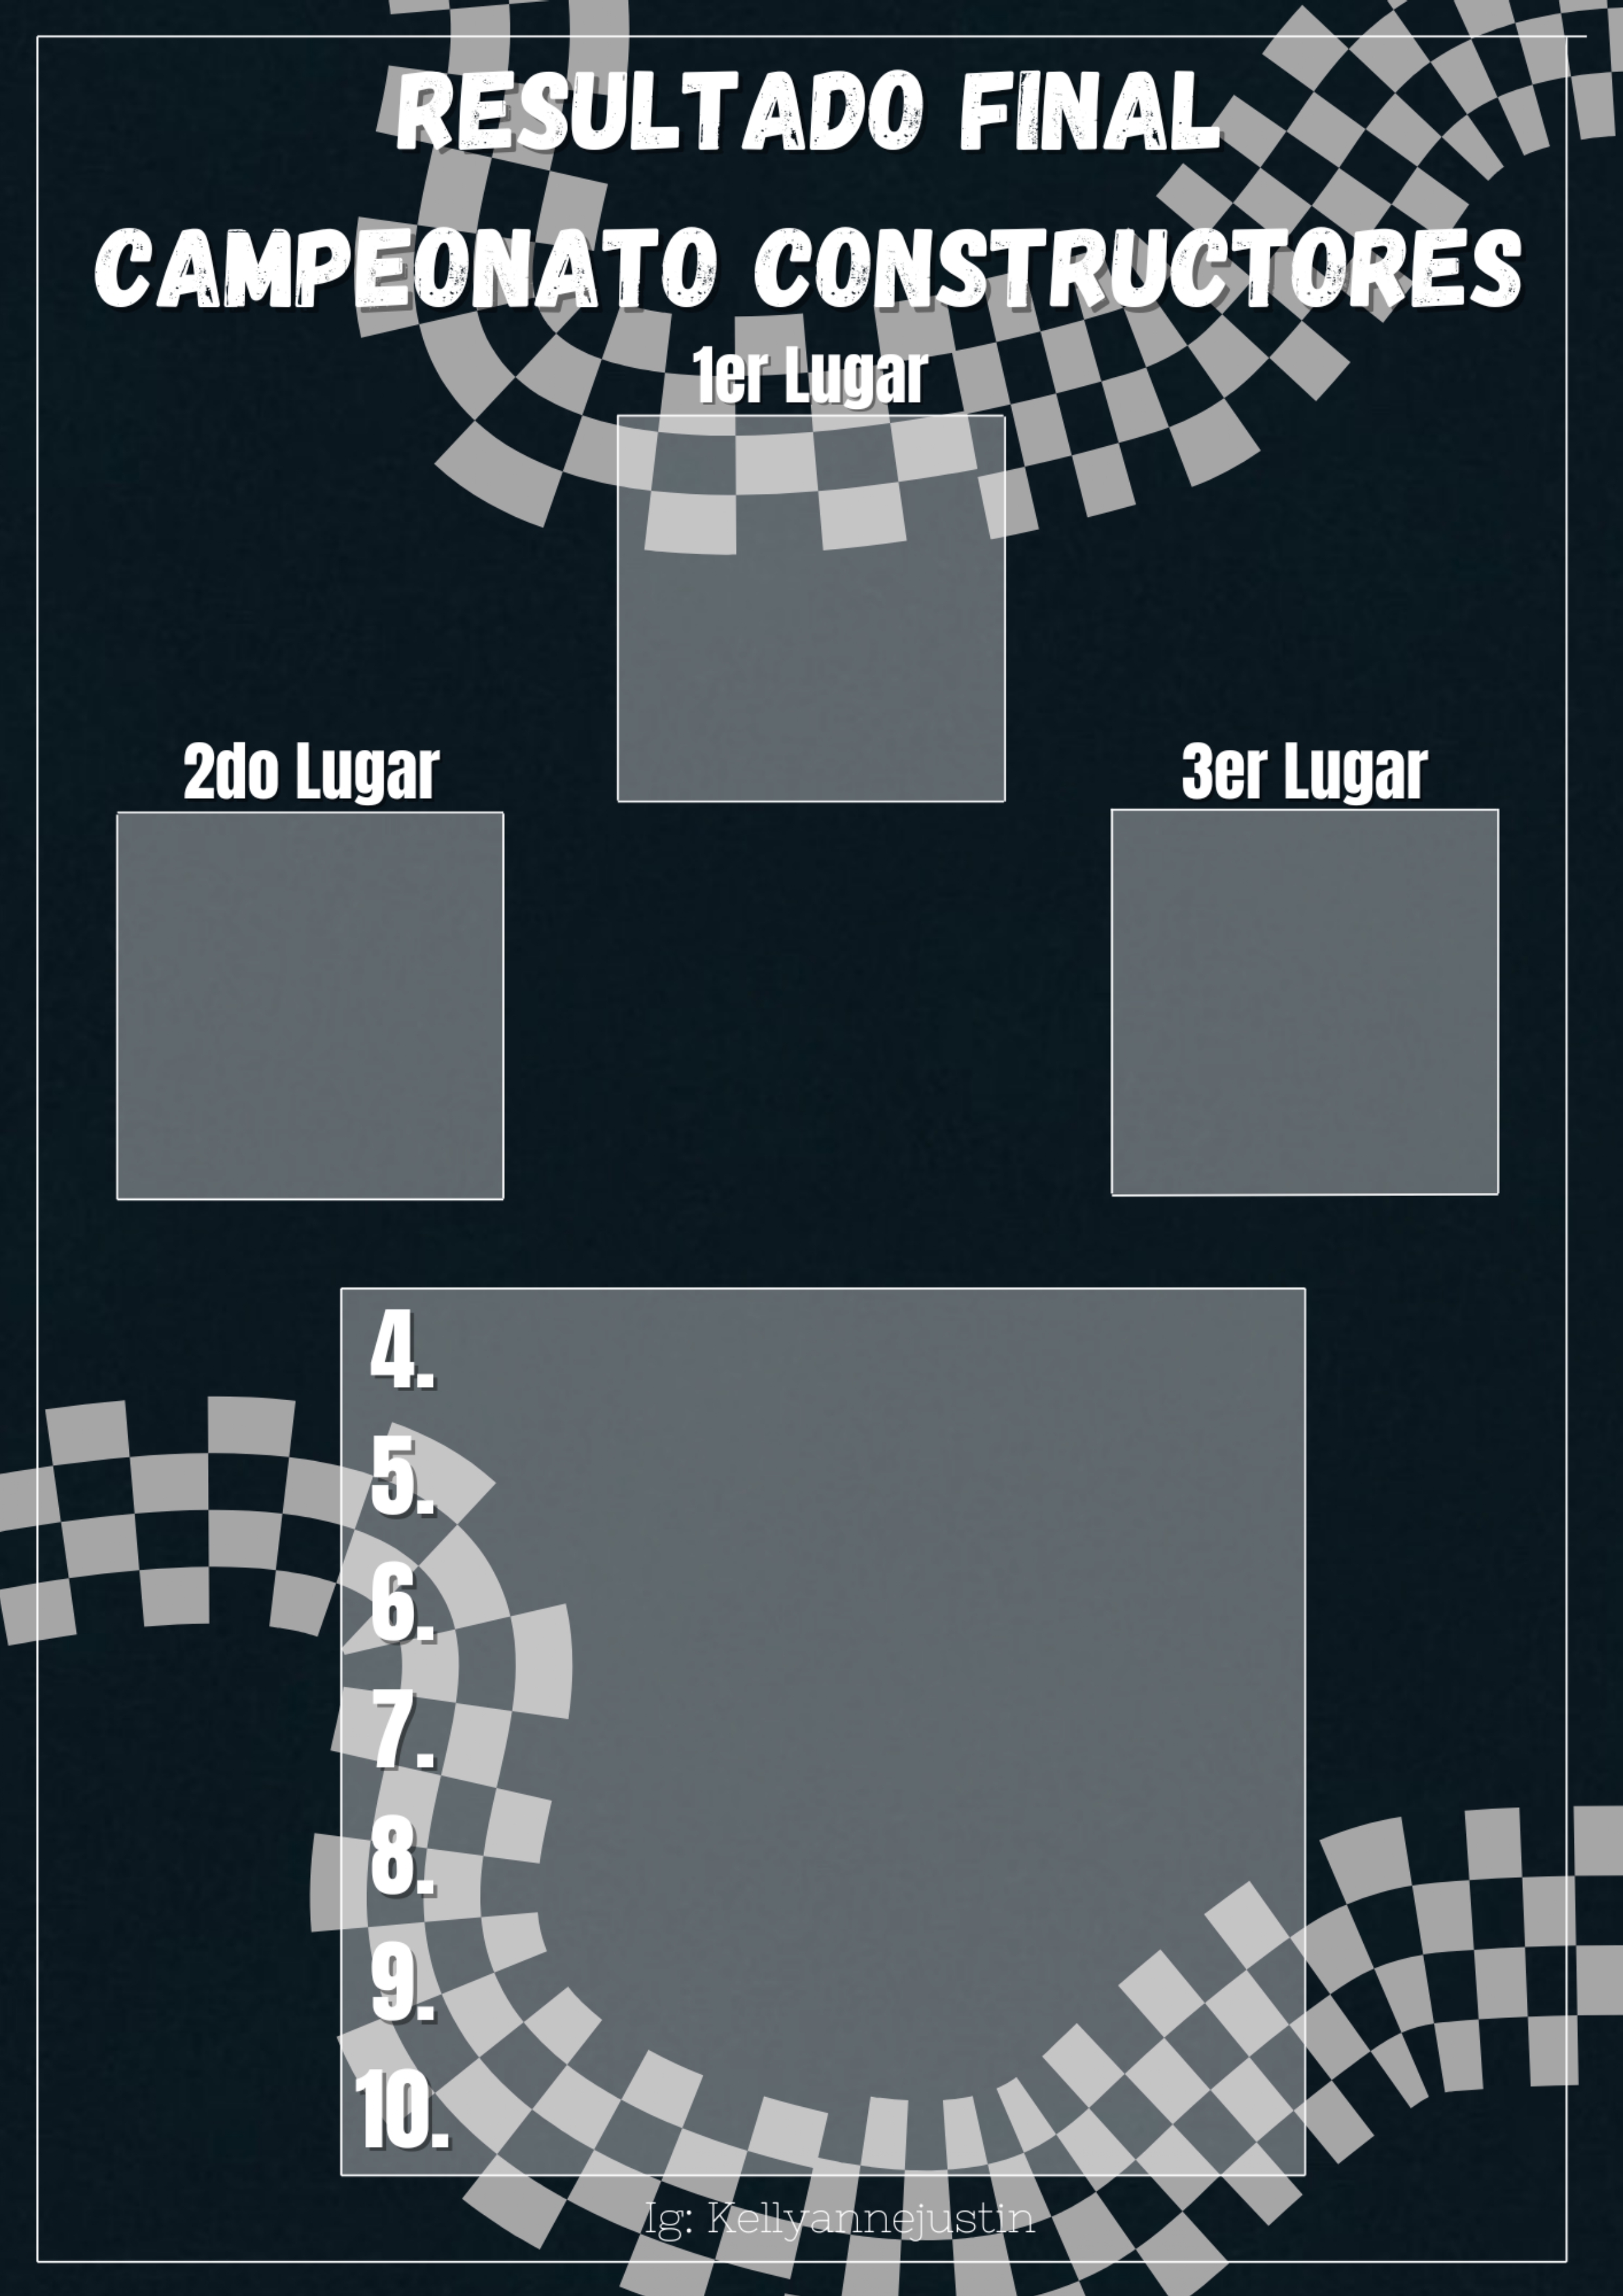 RESULTADO FINAL
CAMPEONATO CONSTRUCTORES
1er Lugar
2do Lugar
3er Lugar
4.
5.
6.
7.
8.
9.
10.
Ig: Kellyannejustin